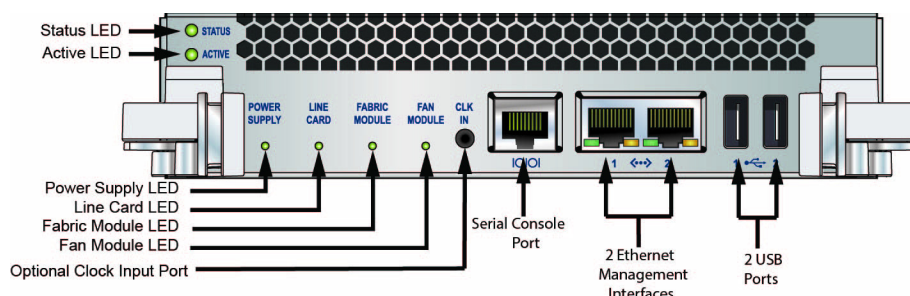 Status LED
STATUS
Active LED
ACTIVE
POWER
SUPPLY
LINE
CARD
FABRIC
MODULE
FAN
MODULE
CLK
IN
IOIOI
1
2
1
2
Power Supply LED
Line Card LED
Fabric Module LED
Fan Module LED
Optional Clock Input Port
Serial Console
Port
2 Ethernet
Management
Interfaces
2 USB
Ports